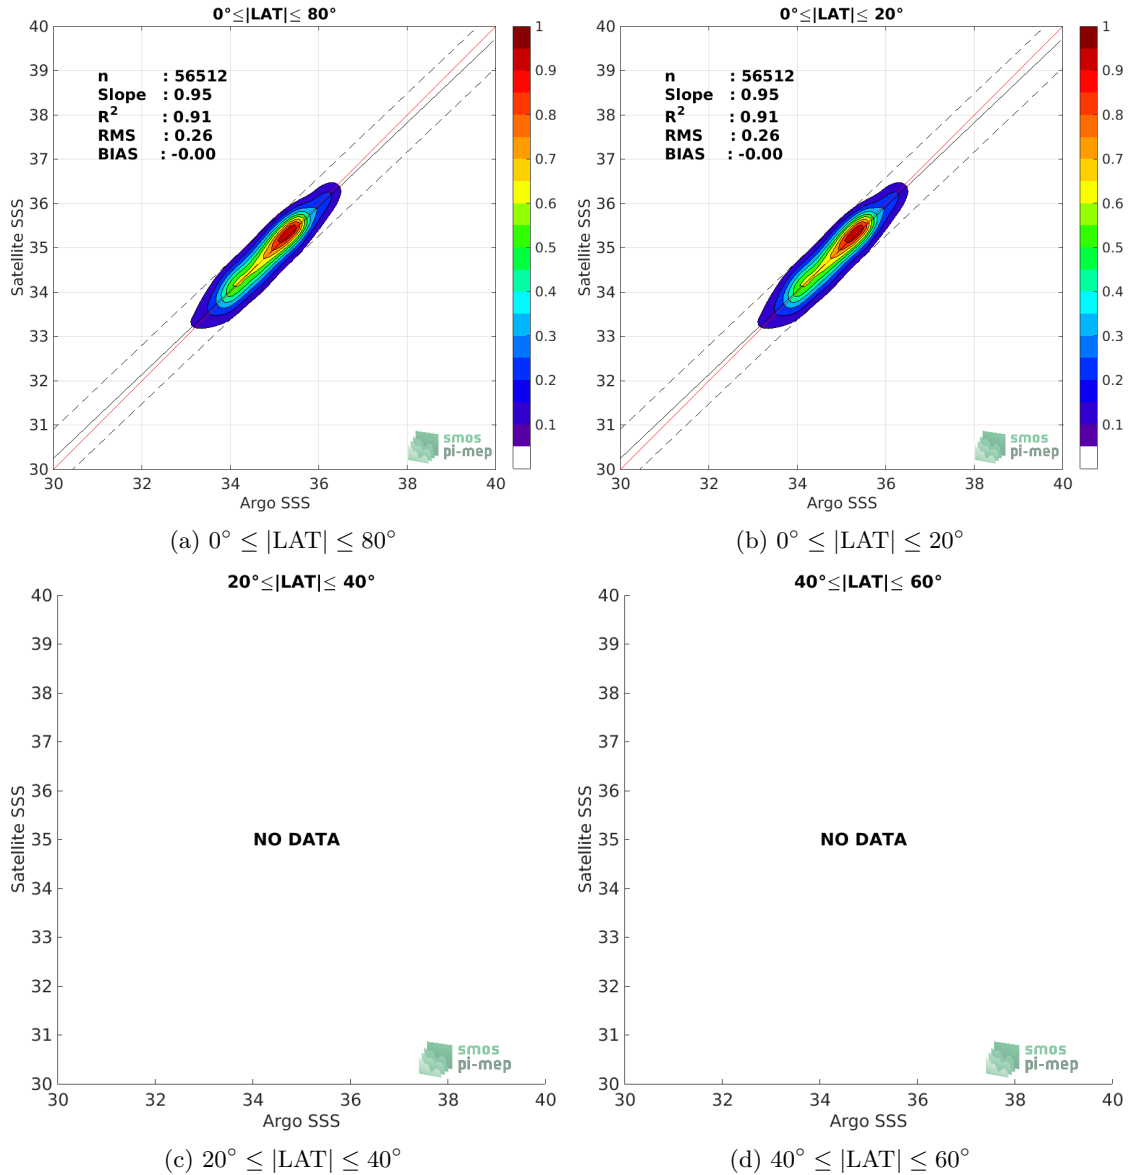 0°≤|LAT|≤ 80°
40
39
38
37
36
35
34
33
32
31
30
n : 56512
Slope : 0.95
R² : 0.91
RMS : 0.26
BIAS : -0.00
Satellite SSS
30 32 34 36 38 40
Argo SSS
smos
pi-mep
1
0.9
0.8
0.7
0.6
0.5
0.4
0.3
0.2
0.1
(a) 0° ≤ |LAT| ≤ 80°
0°≤|LAT|≤ 20°
40
39
38
37
36
35
34
33
32
31
30
n : 56512
Slope : 0.95
R² : 0.91
RMS : 0.26
BIAS : -0.00
Satellite SSS
30 32 34 36 38 40
Argo SSS
smos
pi-mep
1
0.9
0.8
0.7
0.6
0.5
0.4
0.3
0.2
0.1
(b) 0° ≤ |LAT| ≤ 20°
20°≤|LAT|≤ 40°
40
39
38
37
36
35
34
33
32
31
30
Satellite SSS
NO DATA
smos
pi-mep
30 32 34 36 38 40
Argo SSS
(c) 20° ≤ |LAT| ≤ 40°
40°≤|LAT|≤ 60°
40
39
38
37
36
35
34
33
32
31
30
Satellite SSS
NO DATA
smos
pi-mep
30 32 34 36 38 40
Argo SSS
(d) 40° ≤ |LAT| ≤ 60°